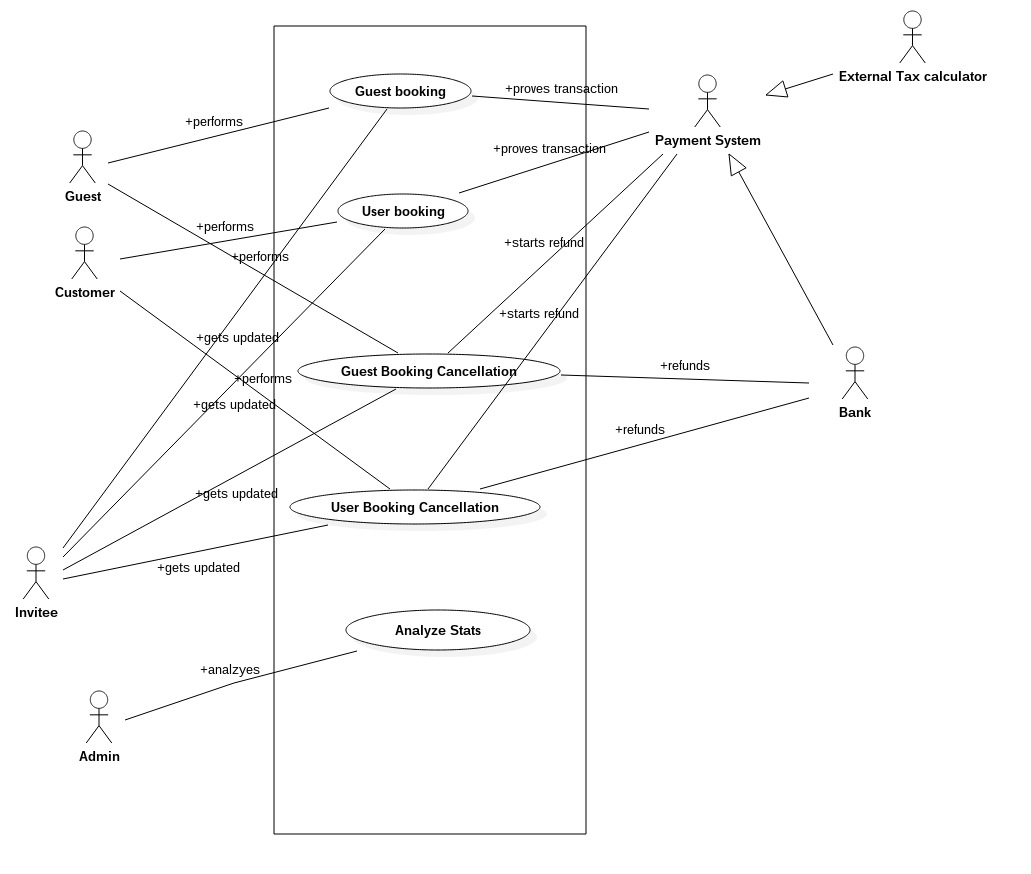 External Tax calculator
Guest booking
+proves transaction
+performs
Payment System
+proves transaction
Guest
User booking
+performs
+starts refund
+performs
Customer
+starts refund
+gets updated
+refunds
Guest Booking Cancellation
+performs
+gets updated
Bank
+refunds
+gets updated
User Booking Cancellation
+gets updated
Invitee
Analyze Stats
+analzyes
Admin